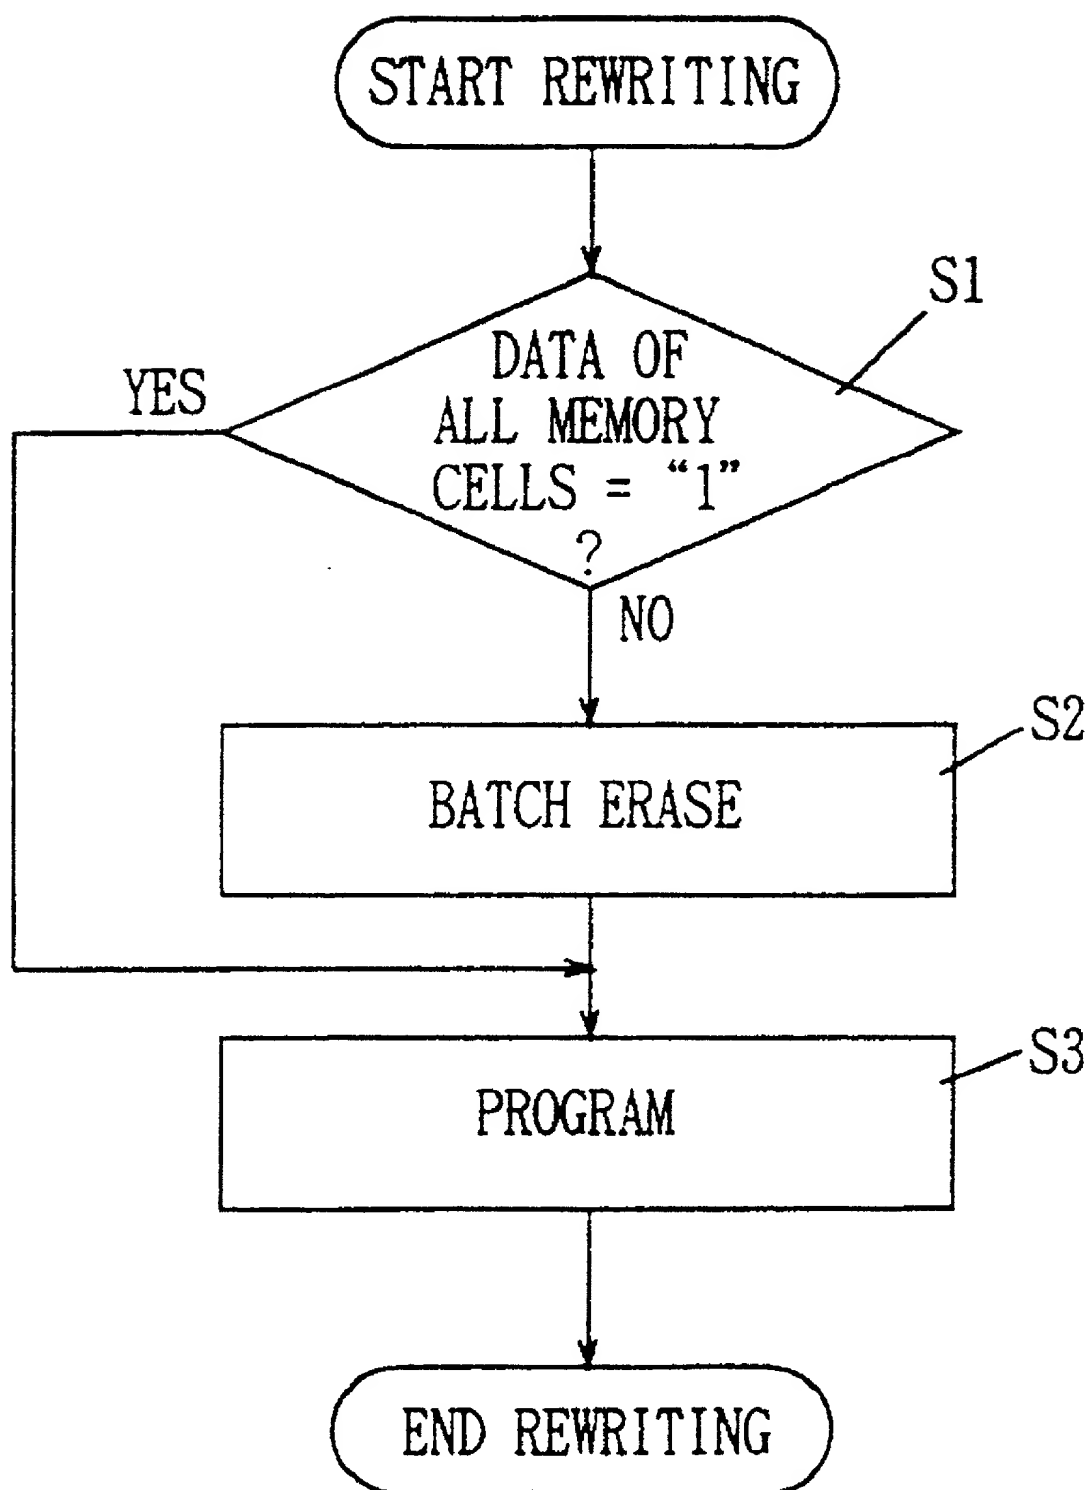 START REWRITING
S1
YES
DATA OF
ALL MEMORY
CELLS = “1”
?
NO
S2
BATCH ERASE
S3
PROGRAM
END REWRITING